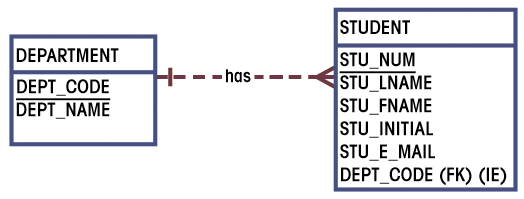 DEPARTMENT
DEPT_CODE
DEPT_NAME
has
STUDENT
STU_NUM
STU_LNAME
STU_FNAME
STU_INITIAL
STU_E_MAIL
DEPT_CODE (FK) (IE)